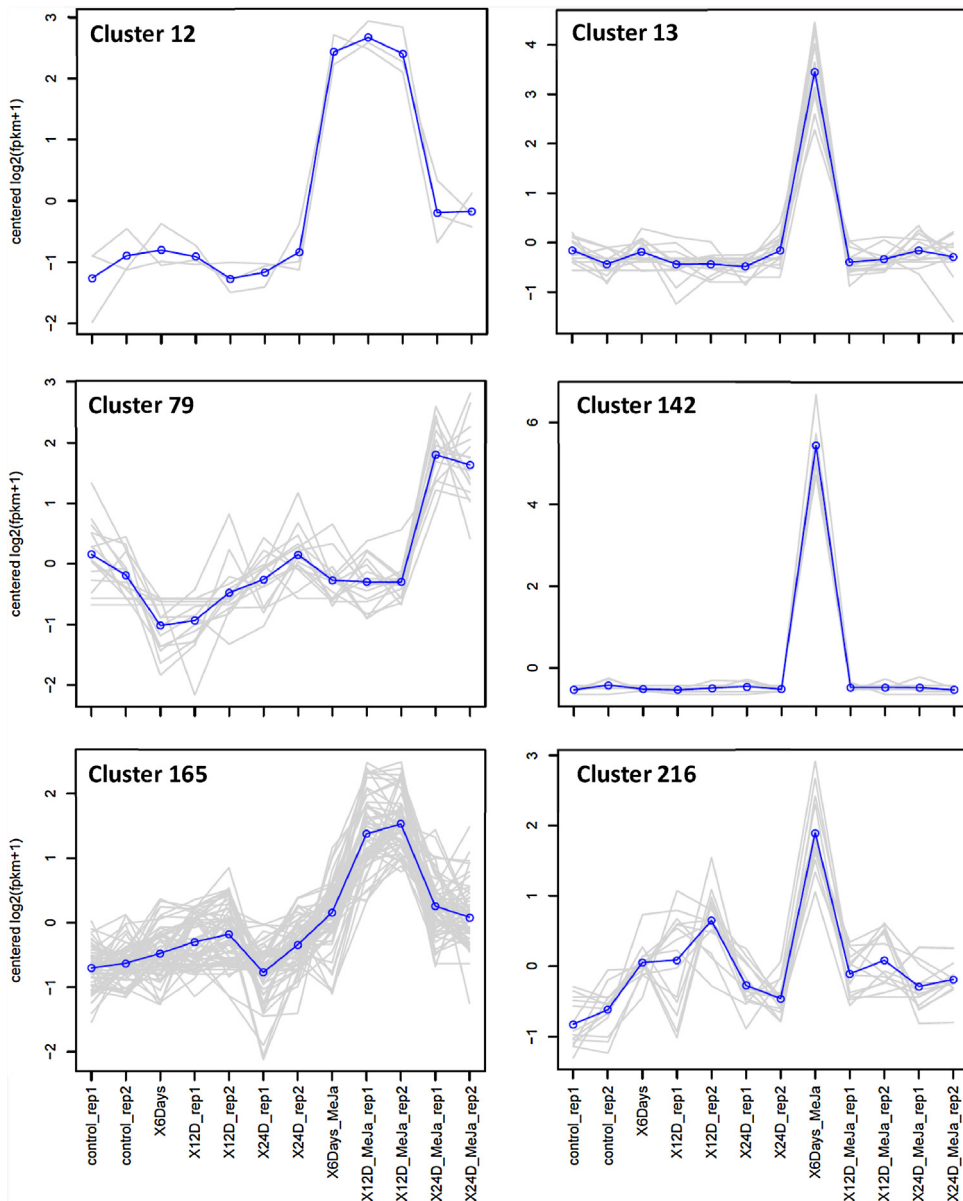 Cluster 12
centered log2(fpkm+1)
3
2
1
0
−1
−2
Cluster 13
4
3
2
1
0
−1
Cluster 79
centered log2(fpkm+1)
3
2
1
0
−1
−2
Cluster 142
6
4
2
0
Cluster 165
centered log2(fpkm+1)
2
1
0
−1
−2
Cluster 216
3
2
1
0
−1
control_rep1
control_rep2
X6Days
X12D_rep1
X12D_rep2
X24D_rep1
X24D_rep2
X6Days_MeJa
X12D_MeJa_rep1
X12D_MeJa_rep2
X24D_MeJa_rep1
X24D_MeJa_rep2
control_rep1
control_rep2
X6Days
X12D_rep1
X12D_rep2
X24D_rep1
X24D_rep2
X6Days_MeJa
X12D_MeJa_rep1
X12D_MeJa_rep2
X24D_MeJa_rep1
X24D_MeJa_rep2